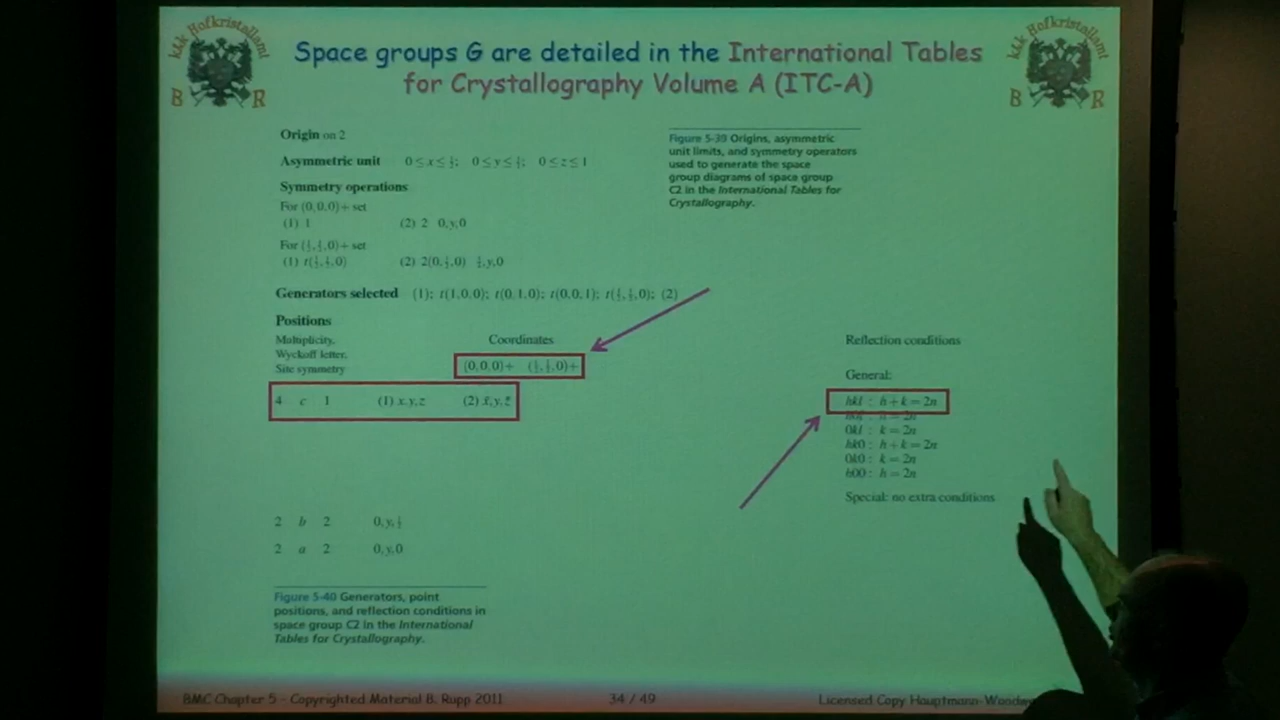 k&k Hofkristallamt
B R
k&k Hofkristallamt
B R
Space groups G are detailed in the International Tables
for Crystallography Volume A (ITC-A)
Origin on 2
Asymmetric unit 0 ≤ x ≤ ½; 0 ≤ y ≤ ½; 0 ≤ z ≤ 1
Symmetry operations
For (0,0,0)+ set
(1) 1 (2) 2 0,y,0
For (½,½,0)+ set
(1) t(½,½,0) (2) 2(0,½,0) ¼,y,0
Generators selected (1); t(1,0,0); t(0,1,0); t(0,0,1); t(½,½,0); (2)
Positions
Multiplicity,
Wyckoff letter,
Site symmetry
Coordinates
(0,0,0)+ (½,½,0)+
4 c 1 (1) x,y,z (2) x̄,y,z̄
2 b 2 0,y,½
2 a 2 0,y,0
Figure 5-39 Origins, asymmetric
unit limits, and symmetry operators
used to generate the space
group diagrams of space group
C2 in the International Tables for
Crystallography.
Reflection conditions
General:
hkl : h + k = 2n
h0l : h = 2n
0kl : k = 2n
hk0 : h + k = 2n
0k0 : k = 2n
h00 : h = 2n
Special: no extra conditions
Figure 5-40 Generators, point
positions, and reflection conditions in
space group C2 in the International
Tables for Crystallography.
BMC Chapter 5 - Copyrighted Material B. Rupp 2011
34 / 49
Licensed Copy Hauptmann-Woodw